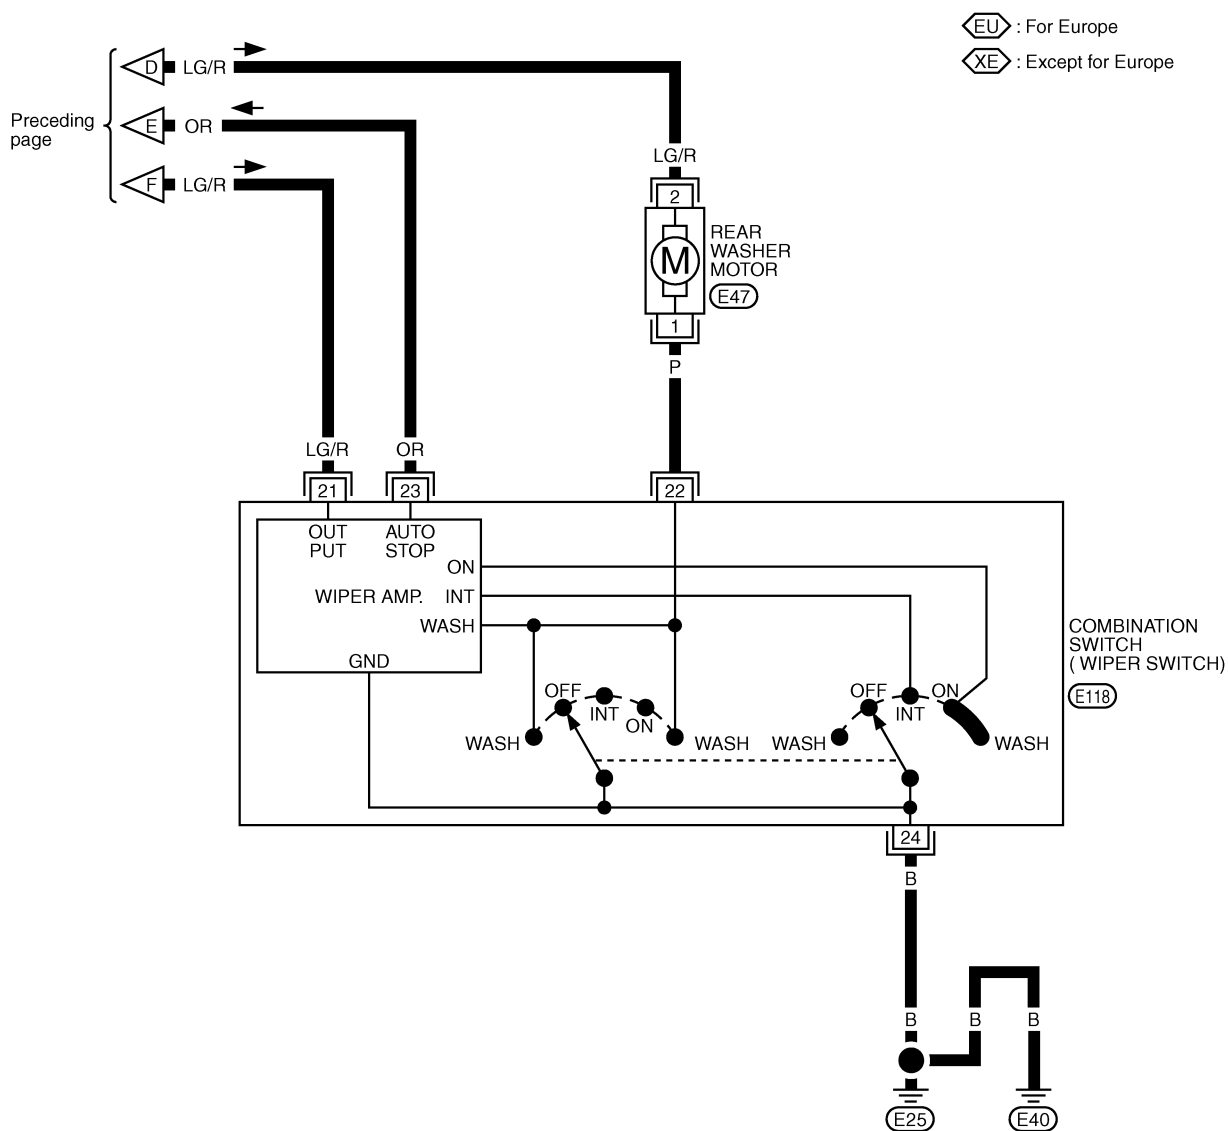 EU : For Europe
XE : Except for Europe
Preceding
page
D LG/R
E OR
F LG/R
LG/R
2
REAR
WASHER
MOTOR
M
E47
1
P
LG/R OR
21 23 22
OUT
PUT
AUTO
STOP
ON
WIPER AMP. INT
WASH
GND
COMBINATION
SWITCH
( WIPER SWITCH)
E118
OFF
INT
ON
WASH WASH
OFF
INT
ON
WASH WASH
24
B
B B B
E25 E40